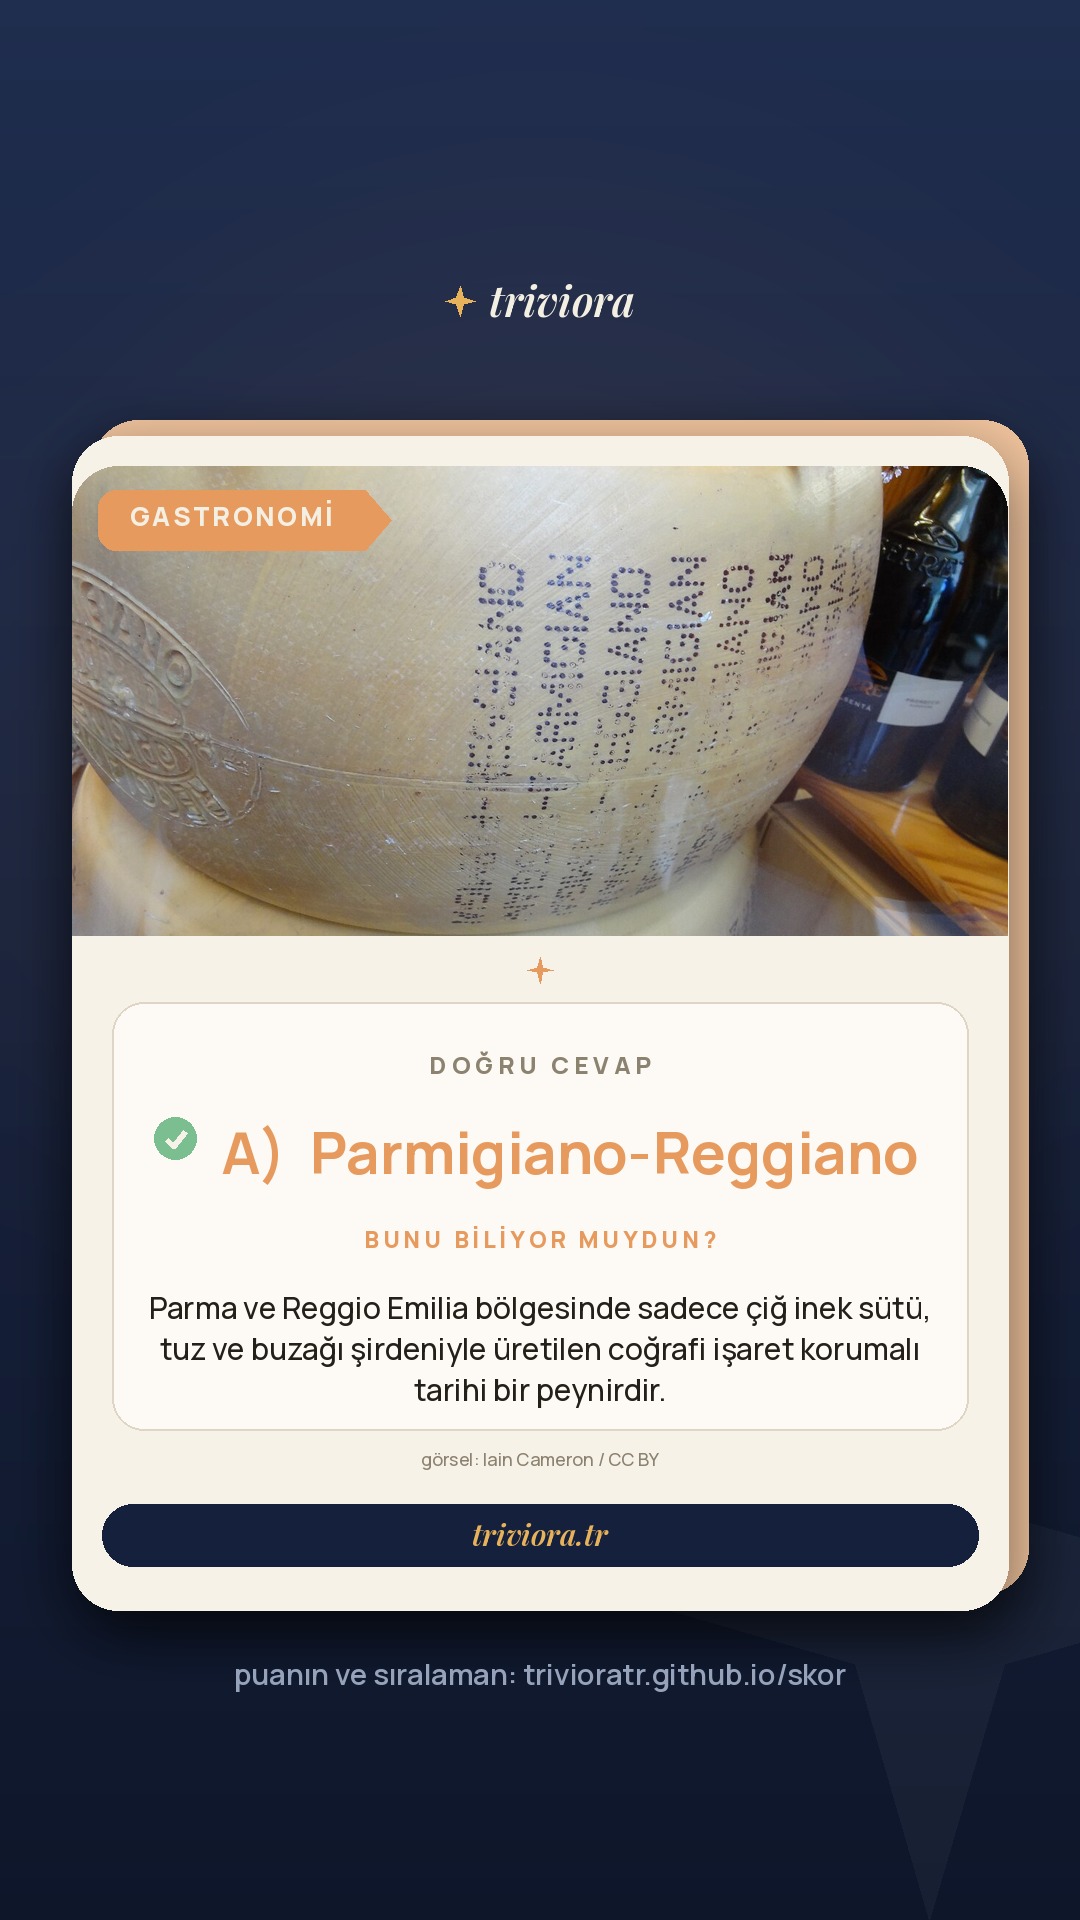 triviora
GASTRONOMİ
DOĞRU CEVAP
A) Parmigiano-Reggiano
BUNU BİLİYOR MUYDUN?
Parma ve Reggio Emilia bölgesinde sadece çiğ inek sütü,
tuz ve buzağı şirdeniyle üretilen coğrafi işaret korumalı
tarihi bir peynirdir.
görsel: Iain Cameron / CC BY
triviora.tr
puanın ve sıralaman: trivioratr.github.io/skor